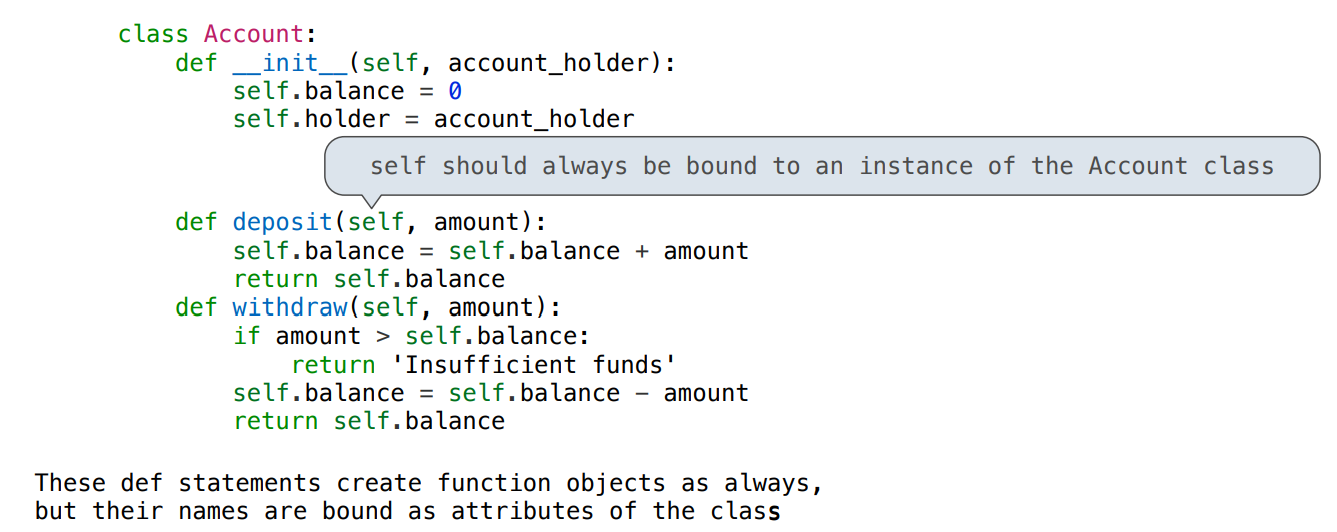 class Account:
    def __init__(self, account_holder):
        self.balance = 0
        self.holder = account_holder
self should always be bound to an instance of the Account class
    def deposit(self, amount):
        self.balance = self.balance + amount
        return self.balance
    def withdraw(self, amount):
        if amount > self.balance:
            return 'Insufficient funds'
        self.balance = self.balance - amount
        return self.balance
These def statements create function objects as always,
but their names are bound as attributes of the class